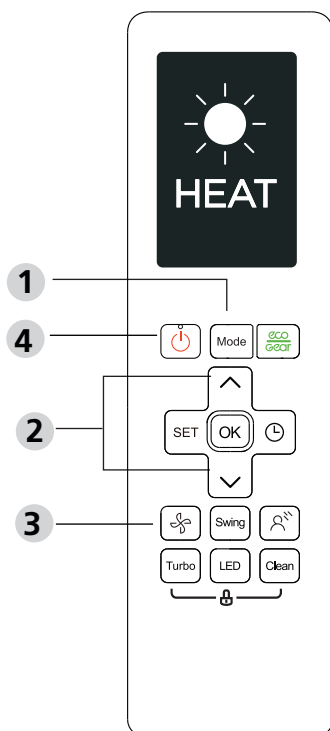 HEAT
1
4
Mode
eco
Gear
2
SET
OK
3
Swing
Turbo
LED
Clean